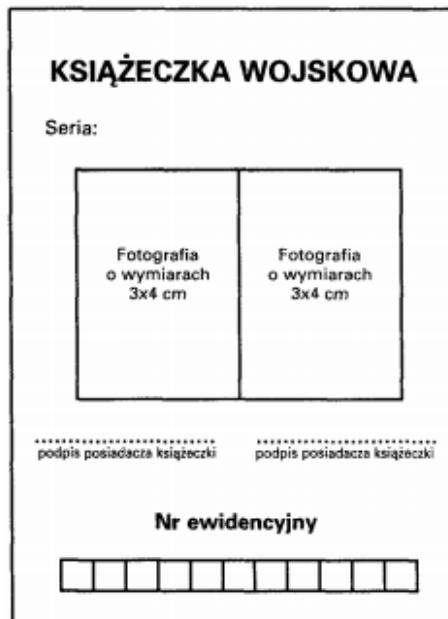 KSIĄŻECZKA WOJSKOWA
Seria:
Fotografia
o wymiarach
3x4 cm
Fotografia
o wymiarach
3x4 cm
podpis posiadacza książeczki
podpis posiadacza książeczki
Nr ewidencyjny